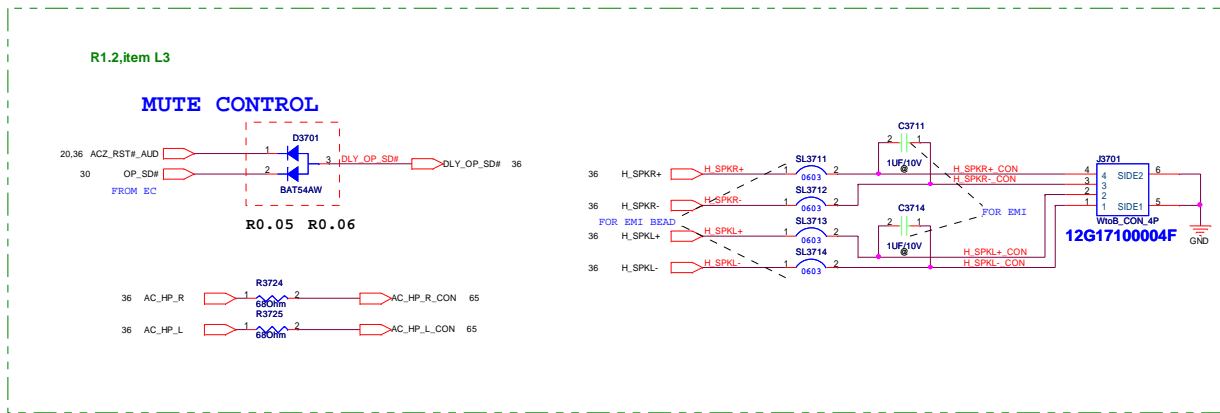 R1.2,item L3
MUTE CONTROL
D3701
20,36 ACZ_RST#_AUD 1
3 DLY_OP_SD# DLY_OP_SD# 36
30 OP_SD# 2
FROM EC
BAT54AW
R0.05 R0.06
R3724
36 AC_HP_R 1 2 AC_HP_R_CON 65
68Ohm
R3725
36 AC_HP_L 1 2 AC_HP_L_CON 65
68Ohm
C3711
2 1
1UF/10V
@
SL3711
36 H_SPKR+ H_SPKR+ 1 2 H_SPKR+_CON
0603
SL3712
36 H_SPKR- H_SPKR- 1 2 H_SPKR-_CON
0603
FOR EMI BEAD
FOR EMI
C3714
2 1
1UF/10V
@
SL3713
36 H_SPKL+ H_SPKL+ 1 2 H_SPKL+_CON
0603
SL3714
36 H_SPKL- H_SPKL- 1 2 H_SPKL-_CON
0603
J3701
4 4 SIDE2 6
3 3
2 2
1 1 SIDE1 5
WtoB_CON_4P
12G17100004F
GND